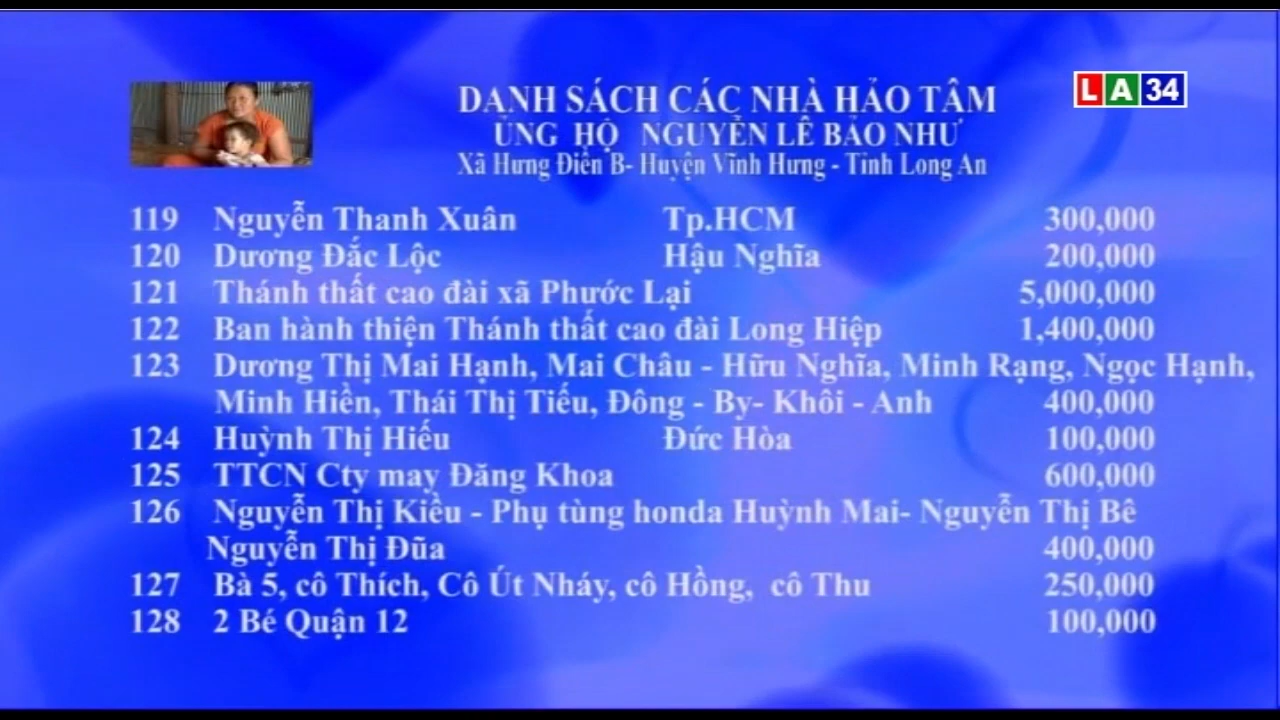 LA34
DANH SÁCH CÁC NHÀ HẢO TÂM
ỦNG HỘ NGUYỄN LÊ BẢO NHƯ
Xã Hưng Điền B- Huyện Vĩnh Hưng - Tỉnh Long An
119 Nguyễn Thanh Xuân Tp.HCM 300,000
120 Dương Đắc Lộc Hậu Nghĩa 200,000
121 Thánh thất cao đài xã Phước Lại 5,000,000
122 Ban hành thiện Thánh thất cao đài Long Hiệp 1,400,000
123 Dương Thị Mai Hạnh, Mai Châu - Hữu Nghĩa, Minh Rạng, Ngọc Hạnh,
Minh Hiền, Thái Thị Tiếu, Đông - By- Khôi - Anh 400,000
124 Huỳnh Thị Hiếu Đức Hòa 100,000
125 TTCN Cty may Đăng Khoa 600,000
126 Nguyễn Thị Kiều - Phụ tùng honda Huỳnh Mai- Nguyễn Thị Bê
Nguyễn Thị Đũa 400,000
127 Bà 5, cô Thích, Cô Út Nháy, cô Hồng, cô Thu 250,000
128 2 Bé Quận 12 100,000